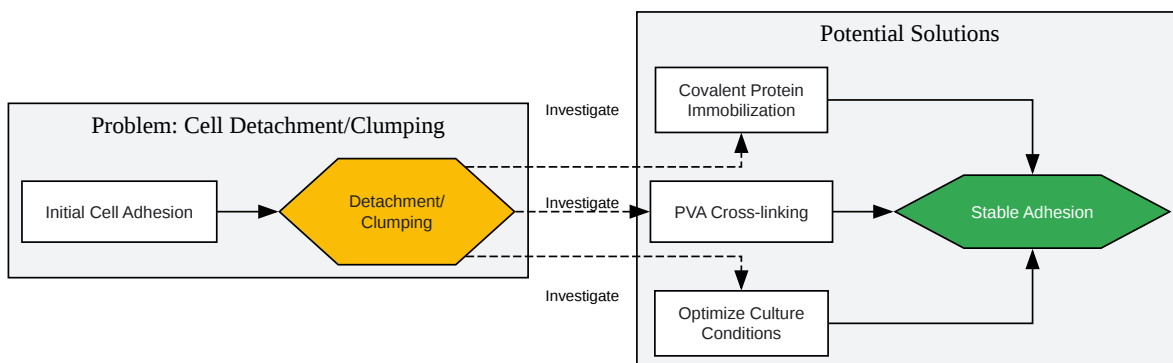 Potential Solutions
Covalent Protein
Immobilization
Investigate
Problem: Cell Detachment/Clumping
Initial Cell Adhesion
Detachment/
Clumping
Investigate
PVA Cross-linking
Stable Adhesion
Investigate
Optimize Culture
Conditions